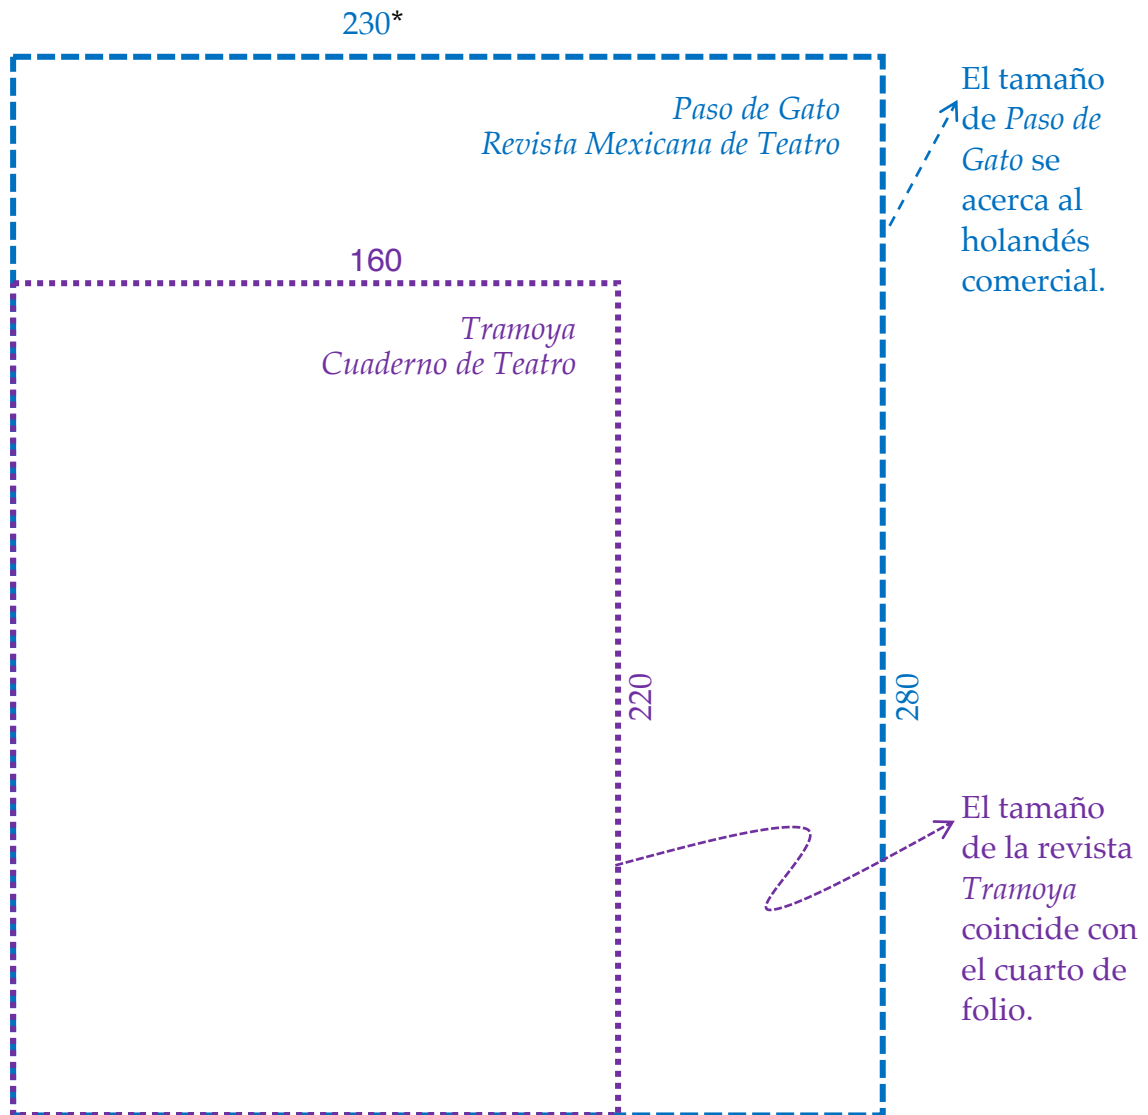 230*
Paso de Gato
Revista Mexicana de Teatro
El tamaño
de Paso de
Gato se
acerca al
holandés
comercial.
160
Tramoya
Cuaderno de Teatro
220
280
El tamaño
de la revista
Tramoya
coincide con
el cuarto de
folio.